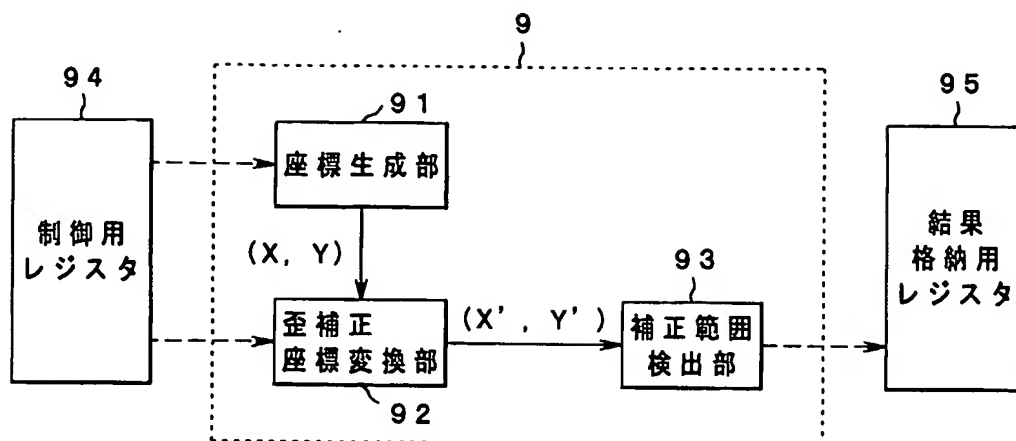 9
94
91
95
座標生成部
制御用
レジスタ
(X, Y)
結果
格納用
レジスタ
93
歪補正
座標変換部
(X', Y')
補正範囲
検出部
92